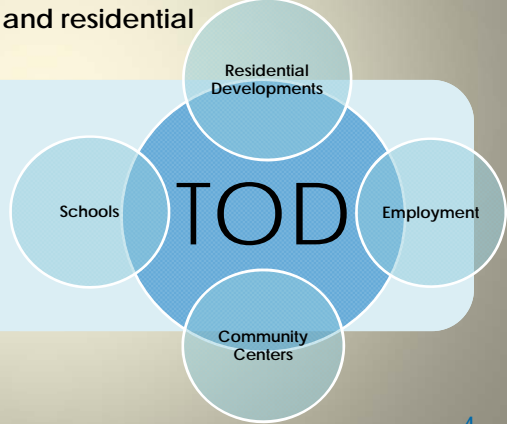 and residential
Residential
Developments
Schools
TOD
Employment
Community
Centers
4